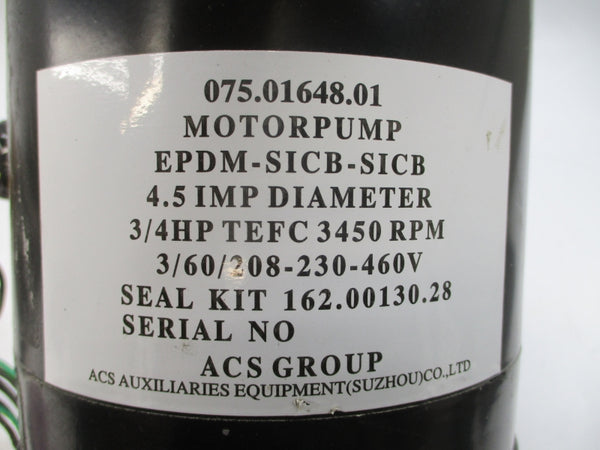 075.01648.01
MOTORPUMP
EPDM-SICB-SICB
4.5 IMP DIAMETER
3/4HP TEFC 3450 RPM
3/60/208-230-460V
SEAL KIT 162.00130.28
SERIAL NO
ACS GROUP
ACS AUXILIARIES EQUIPMENT(SUZHOU)CO.,LTD